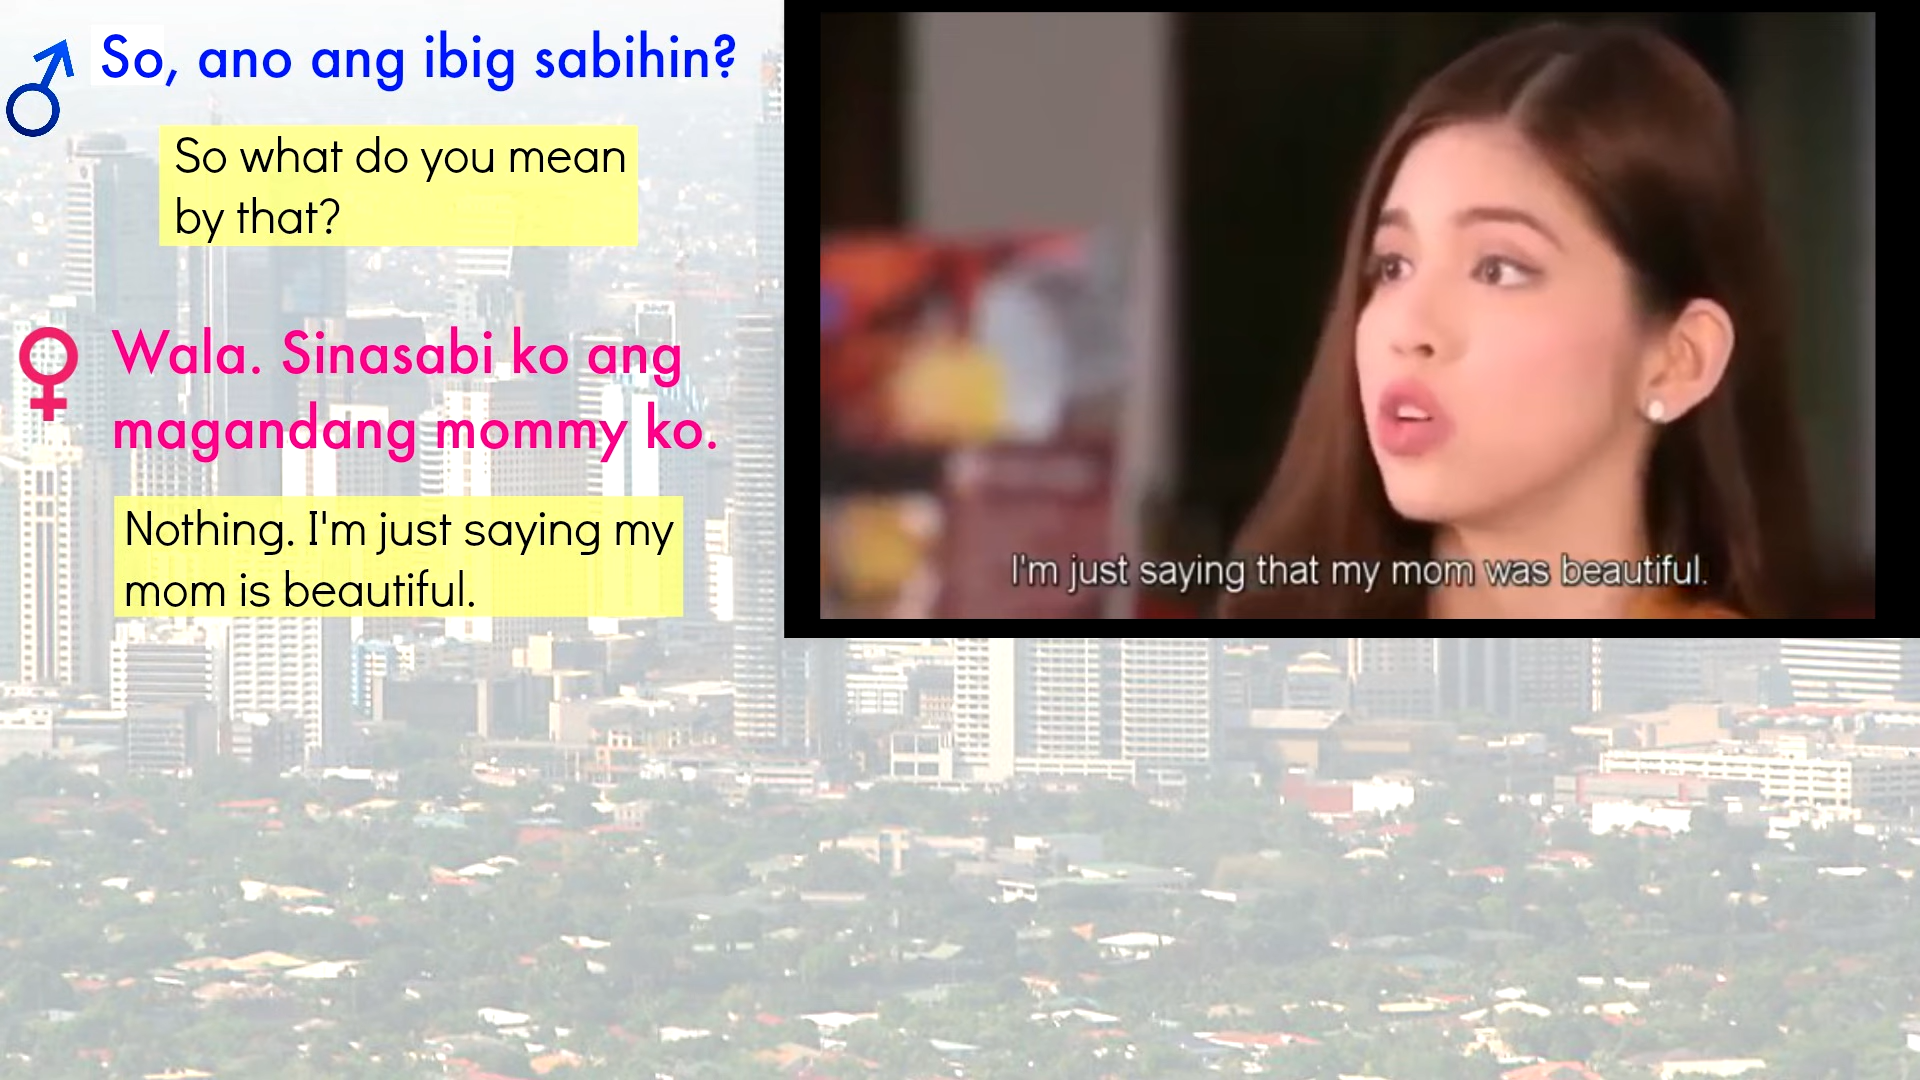 So, ano ang ibig sabihin?
So what do you mean
by that?
Wala. Sinasabi ko ang
magandang mommy ko.
Nothing. I'm just saying my
mom is beautiful.
I'm just saying that my mom was beautiful.